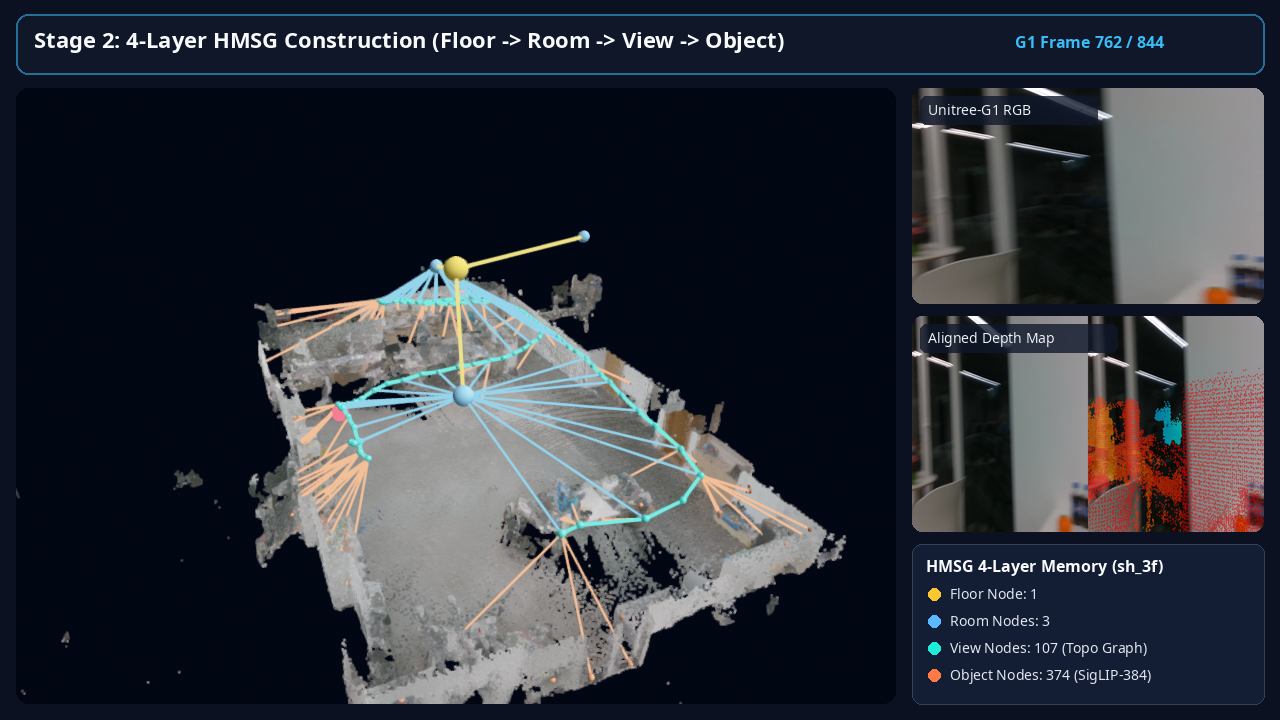 Stage 2: 4-Layer HMSG Construction (Floor -> Room -> View -> Object)
G1 Frame 762 / 844
Unitree-G1 RGB
Aligned Depth Map
HMSG 4-Layer Memory (sh_3f)
Floor Node: 1
Room Nodes: 3
View Nodes: 107 (Topo Graph)
Object Nodes: 374 (SigLIP-384)